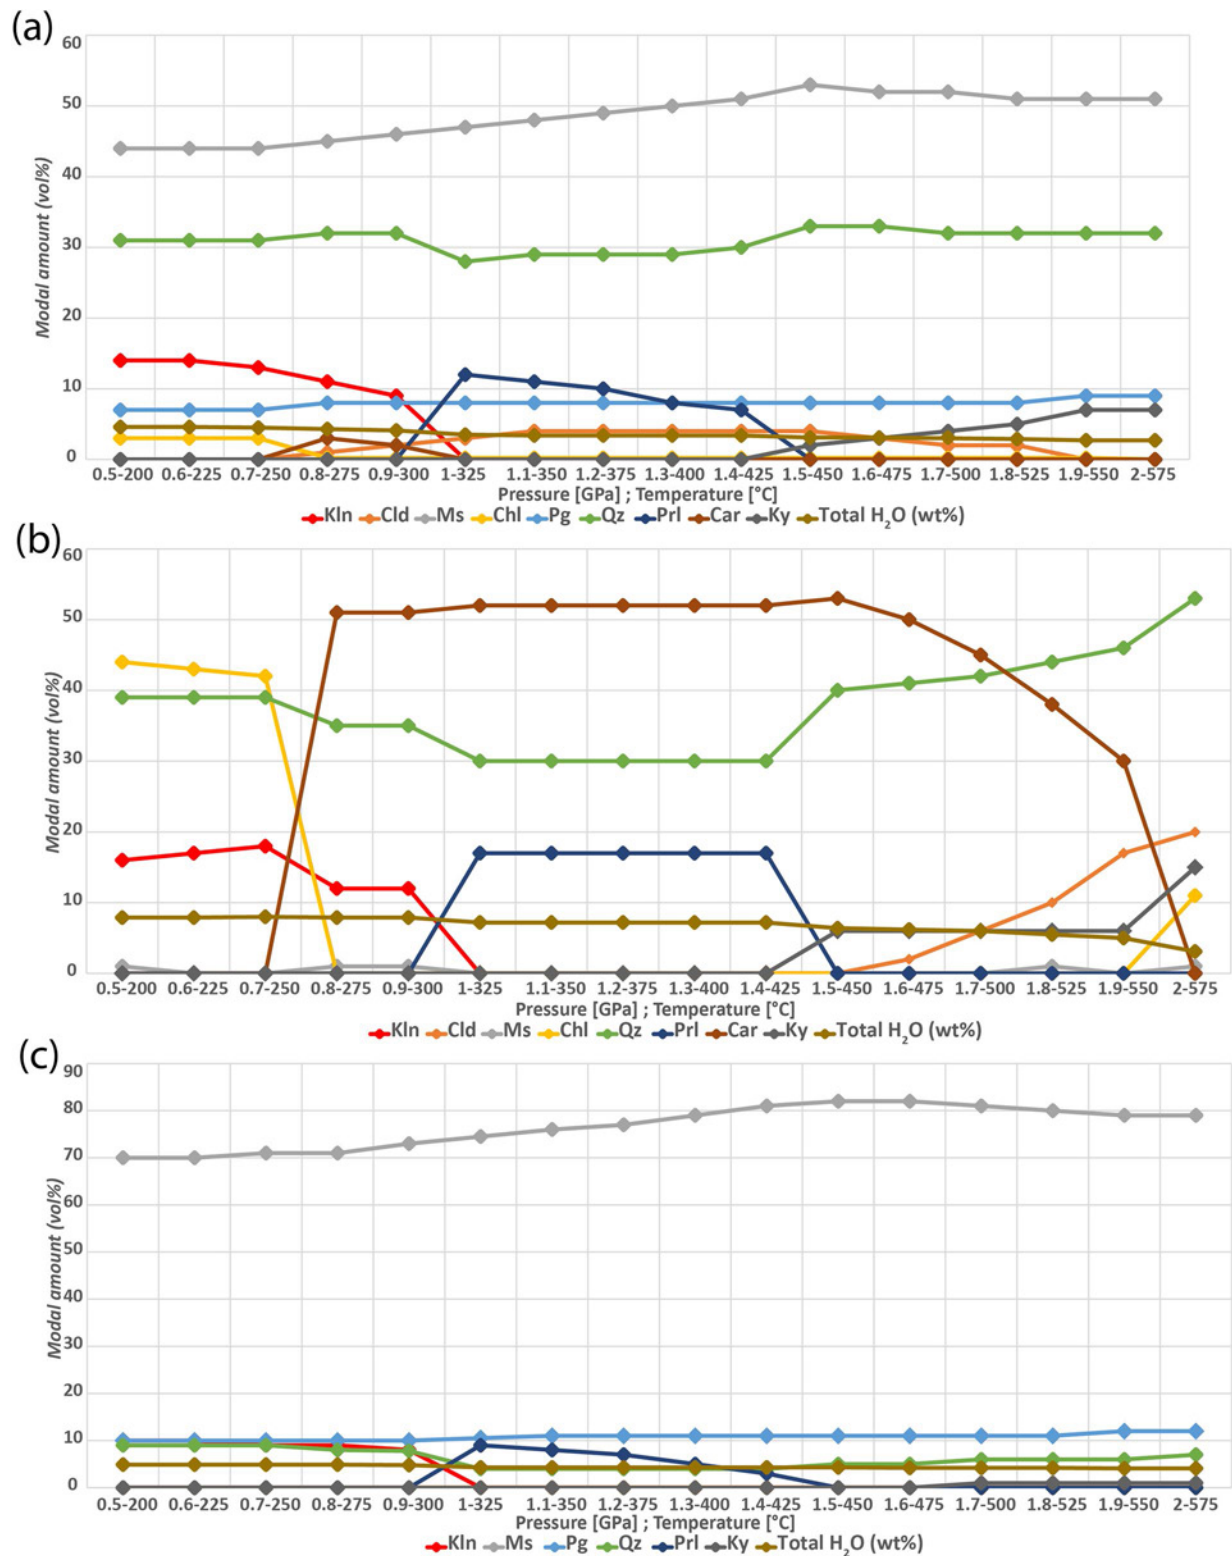 (a)
60
50
40
30
20
10
0
Modal amount (vol%)
0.5-200 0.6-225 0.7-250 0.8-275 0.9-300 1-325 1.1-350 1.2-375 1.3-400 1.4-425 1.5-450 1.6-475 1.7-500 1.8-525 1.9-550 2-575
Pressure [GPa] ; Temperature [°C]
Kln Cld Ms Chl Pg Qz Prl Car Ky Total H₂O (wt%)
(b)
60
50
40
30
20
10
0
Modal amount (vol%)
0.5-200 0.6-225 0.7-250 0.8-275 0.9-300 1-325 1.1-350 1.2-375 1.3-400 1.4-425 1.5-450 1.6-475 1.7-500 1.8-525 1.9-550 2-575
Pressure [GPa] ; Temperature [°C]
Kln Cld Ms Chl Qz Prl Car Ky Total H₂O (wt%)
(c)
90
80
70
60
50
40
30
20
10
0
Modal amount (vol%)
0.5-200 0.6-225 0.7-250 0.8-275 0.9-300 1-325 1.1-350 1.2-375 1.3-400 1.4-425 1.5-450 1.6-475 1.7-500 1.8-525 1.9-550 2-575
Pressure [GPa] ; Temperature [°C]
Kln Ms Pg Qz Prl Ky Total H₂O (wt%)